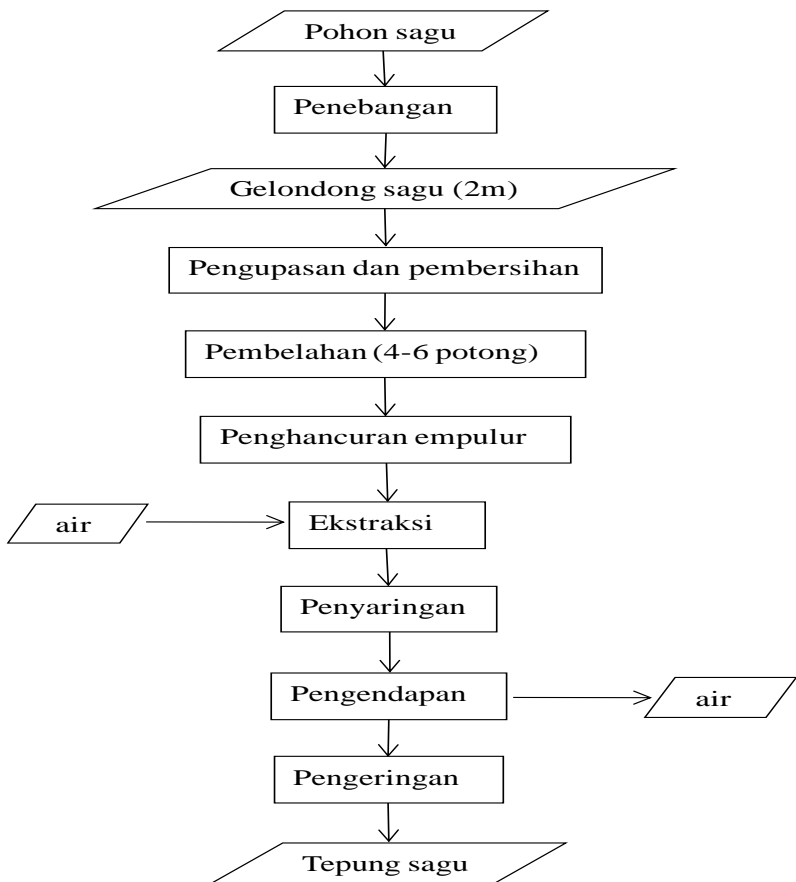 Pohon sagu
Penebangan
Gelondong sagu (2m)
Pengupasan dan pembersihan
Pembelahan (4-6 potong)
Penghancuran empulur
air
Ekstraksi
Penyaringan
Pengendapan
air
Pengeringan
Tepung sagu